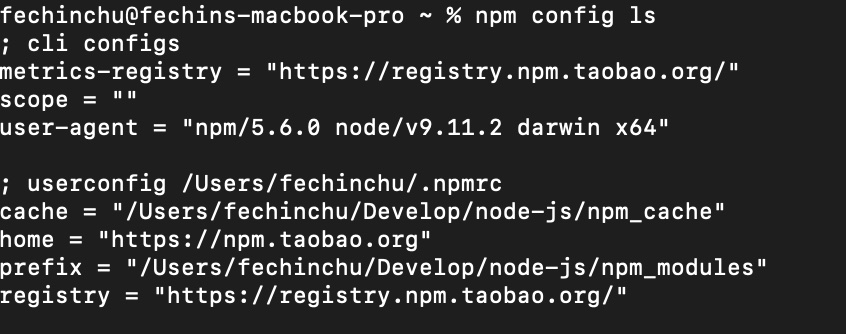 fechinchu@fechins-macbook-pro ~ % npm config ls
; cli configs
metrics-registry = "https://registry.npm.taobao.org/"
scope = ""
user-agent = "npm/5.6.0 node/v9.11.2 darwin x64"
; userconfig /Users/fechinchu/.npmrc
cache = "/Users/fechinchu/Develop/node-js/npm_cache"
home = "https://npm.taobao.org"
prefix = "/Users/fechinchu/Develop/node-js/npm_modules"
registry = "https://registry.npm.taobao.org/"